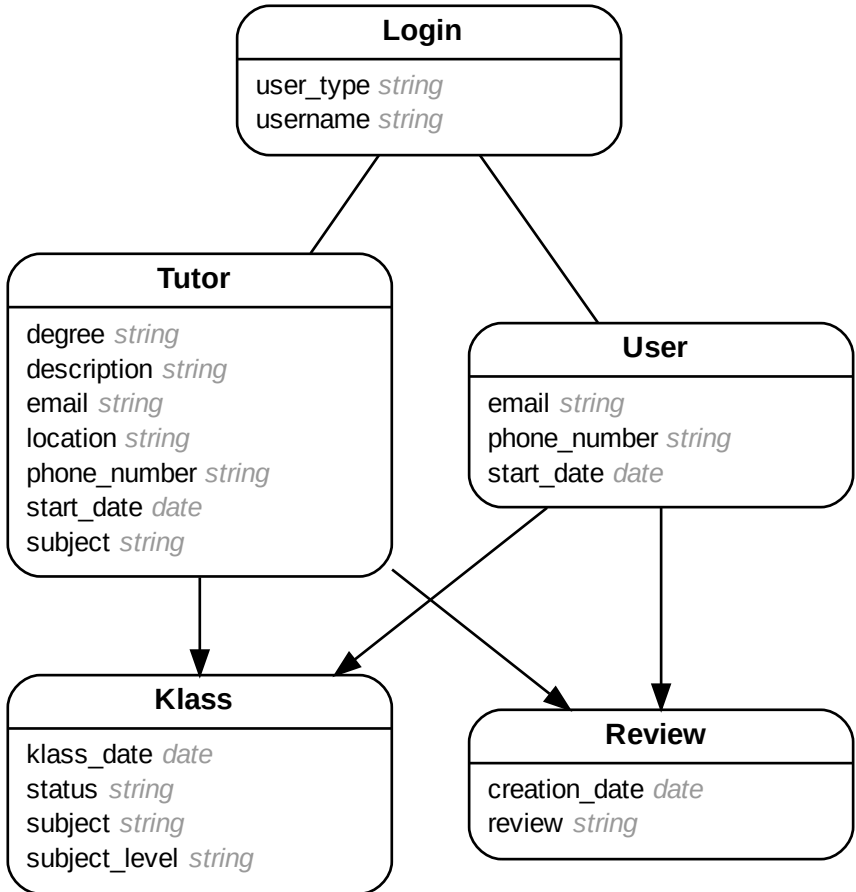 Login
user_type string
username string
Tutor
degree string
description string
email string
location string
phone_number string
start_date date
subject string
User
email string
phone_number string
start_date date
Klass
klass_date date
status string
subject string
subject_level string
Review
creation_date date
review string